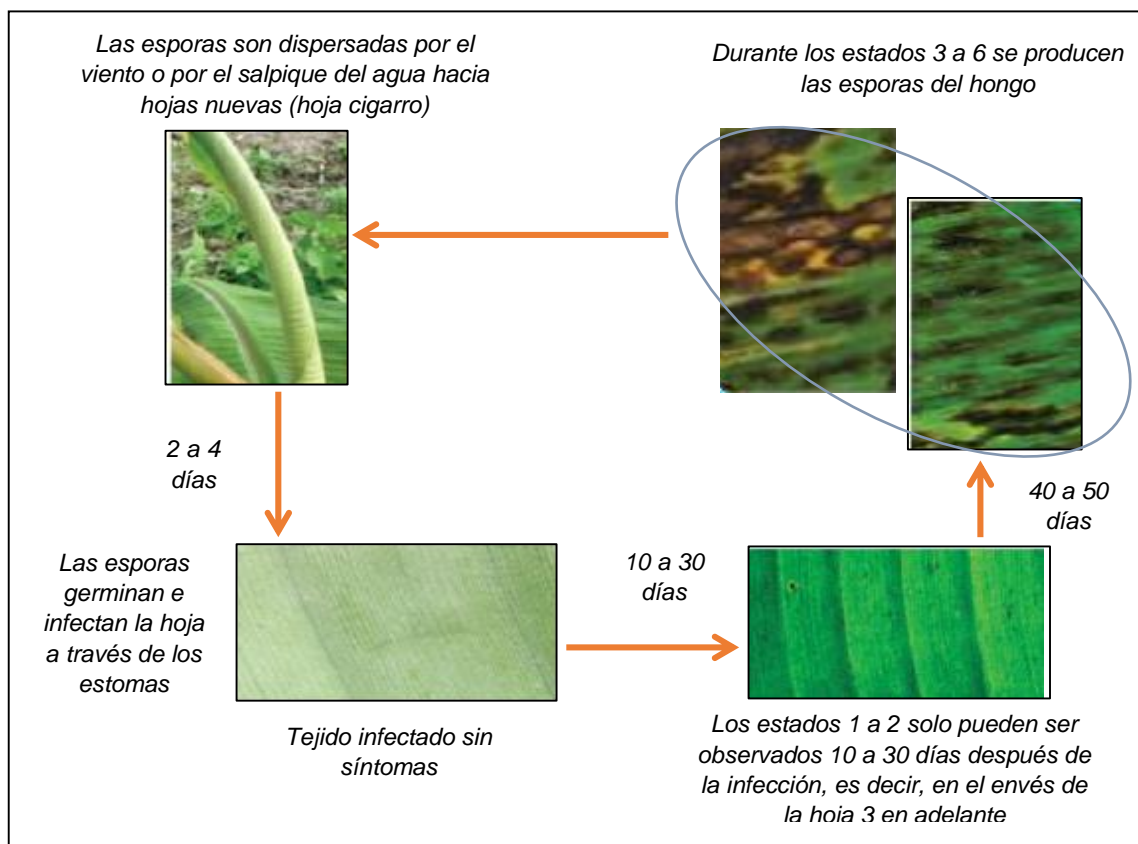 Las esporas son dispersadas por el
viento o por el salpique del agua hacia
hojas nuevas (hoja cigarro)
Durante los estados 3 a 6 se producen
las esporas del hongo
2 a 4
días
40 a 50
días
Las esporas
germinan e
infectan la hoja
a través de los
estomas
10 a 30
días
Tejido infectado sin
síntomas
Los estados 1 a 2 solo pueden ser
observados 10 a 30 días después de
la infección, es decir, en el envés de
la hoja 3 en adelante